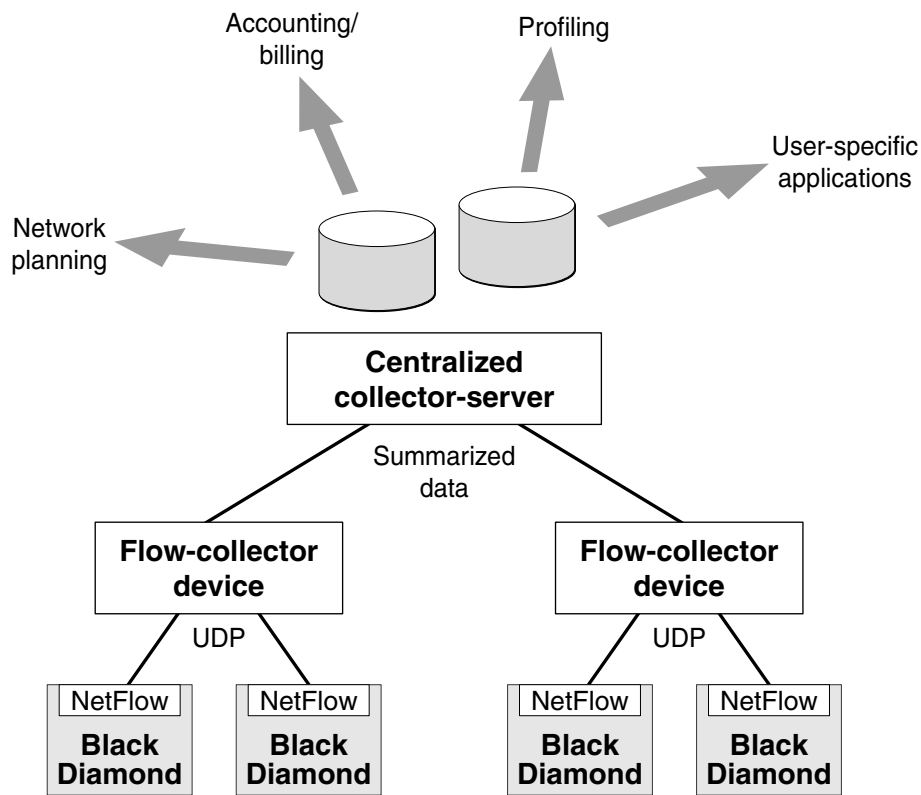 Accounting/
billing
Profiling
User-specific
applications
Network
planning
Centralized
collector-server
Summarized
data
Flow-collector
device
Flow-collector
device
UDP
UDP
NetFlow
NetFlow
NetFlow
NetFlow
Black
Diamond
Black
Diamond
Black
Diamond
Black
Diamond